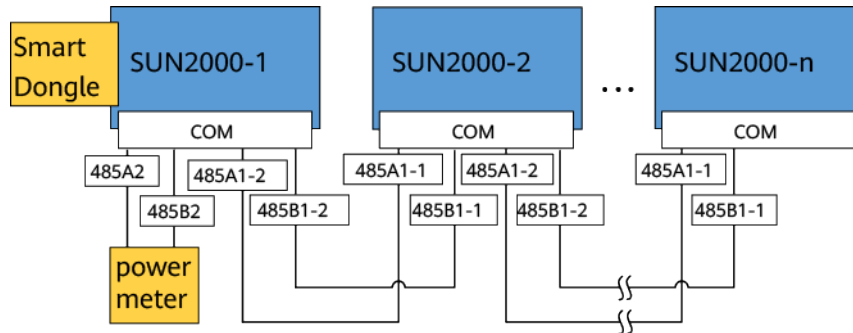 Smart
Dongle
SUN2000-1
SUN2000-2
...
SUN2000-n
COM
COM
COM
485A2
485A1-2
485A1-1
485A1-2
485A1-1
485B2
485B1-2
485B1-1
485B1-2
485B1-1
power
meter